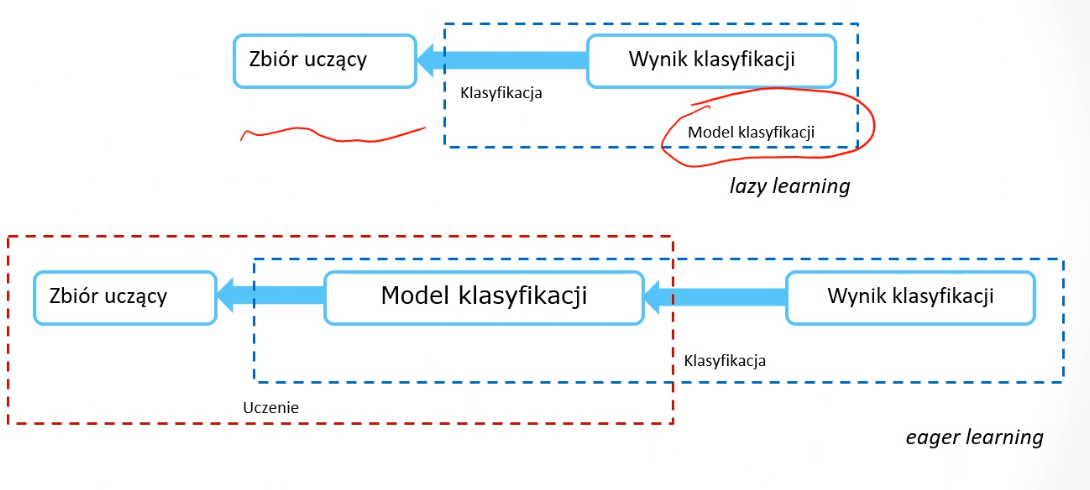 Zbiór uczący
Wynik klasyfikacji
Klasyfikacja
Model klasyfikacji
lazy learning
Zbiór uczący
Model klasyfikacji
Wynik klasyfikacji
Klasyfikacja
Uczenie
eager learning